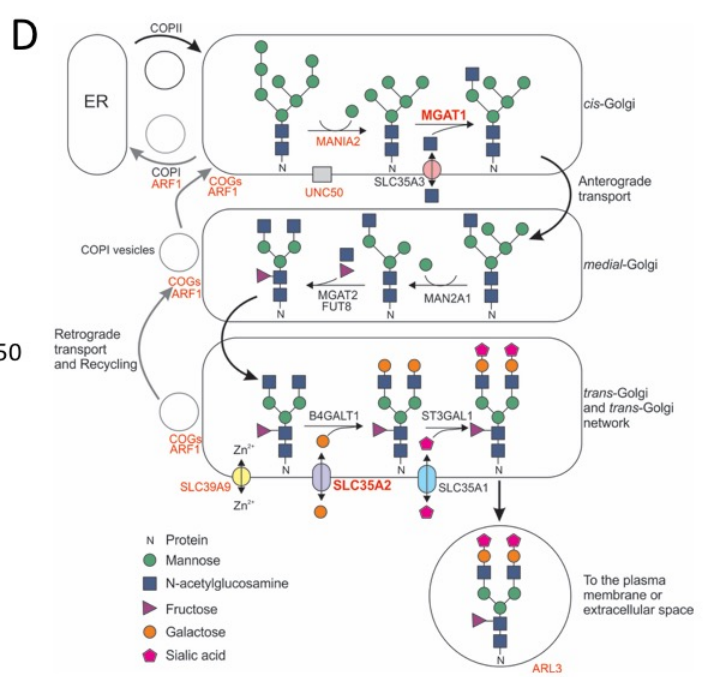 D
COPII
ER
COPI
ARF1
COGs
ARF1
MANIA2
UNC50
N
N
N
MGAT1
SLC35A3
cis-Golgi
Anterograde
transport
COPI vesicles
COGs
ARF1
N
MGAT2
FUT8
N
MAN2A1
N
medial-Golgi
50
Retrograde
transport
and Recycling
COGs
ARF1
Zn2+
SLC39A9
Zn2+
N
B4GALT1
SLC35A2
N
ST3GAL1
SLC35A1
N
trans-Golgi
and trans-Golgi
network
N Protein
Mannose
N-acetylglucosamine
Fructose
Galactose
Sialic acid
N
To the plasma
membrane or
extracellular space
ARL3